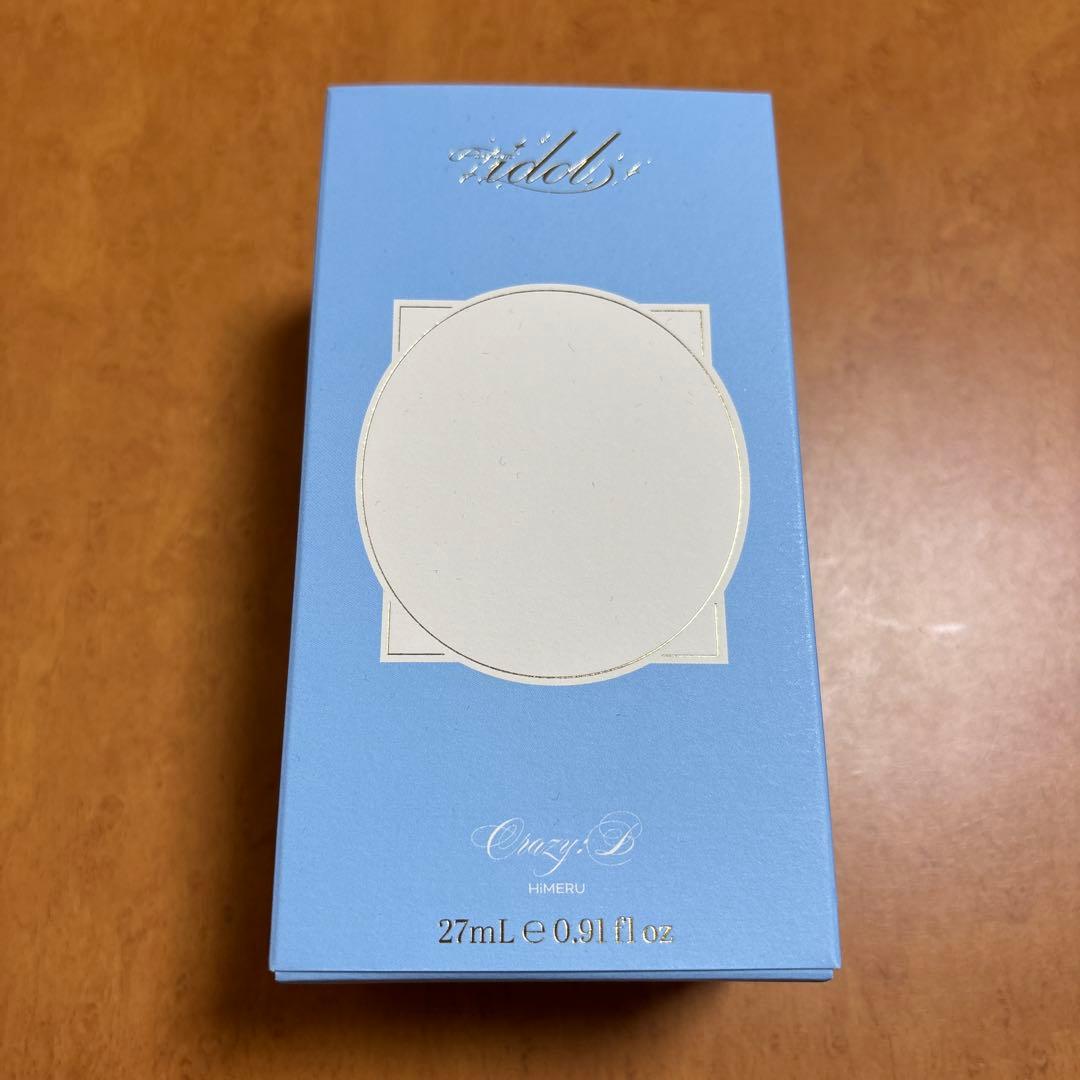 idol
Crazy:B
HiMERU
27mL ℮ 0.91 fl oz